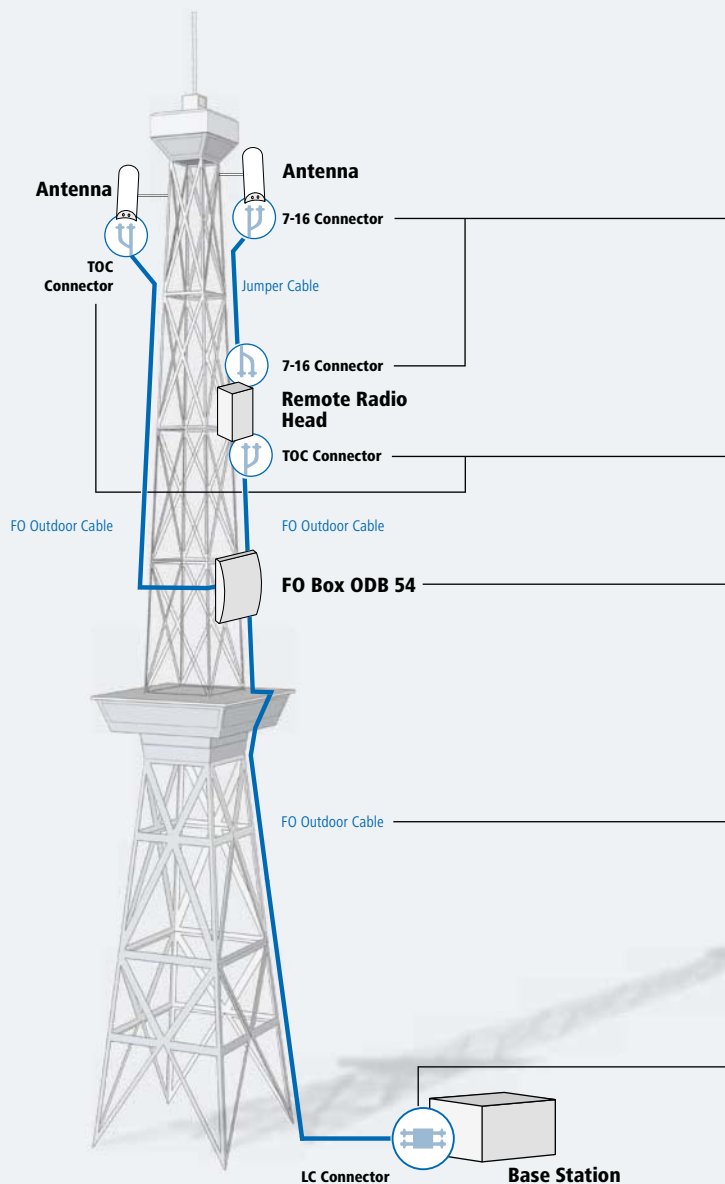 Antenna
Antenna
7-16 Connector
TOC
Connector
Jumper Cable
7-16 Connector
Remote Radio
Head
TOC Connector
FO Outdoor Cable
FO Outdoor Cable
FO Box ODB 54
FO Outdoor Cable
LC Connector
Base Station